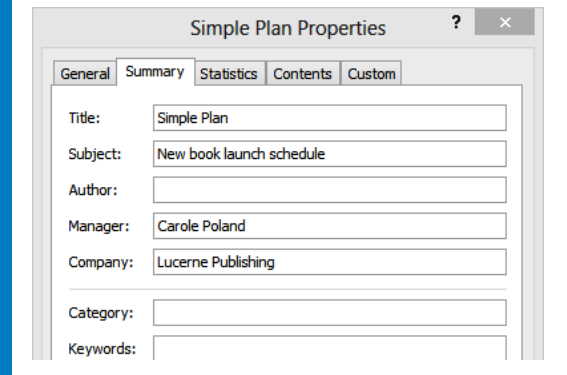 Simple Plan Properties ? ×
General Summary Statistics Contents Custom
Title: Simple Plan
Subject: New book launch schedule
Author:
Manager: Carole Poland
Company: Lucerne Publishing
Category:
Keywords: